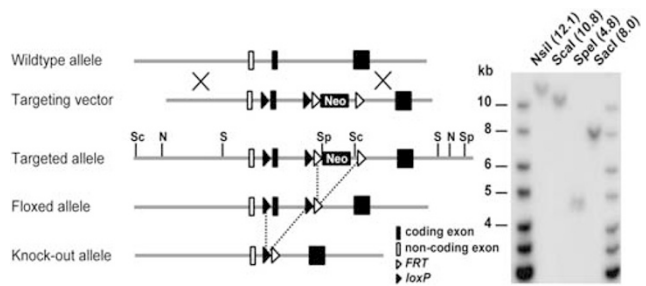 Wildtype allele
Targeting vector
Neo
Sc N S Sp Sc S N Sp
Targeted allele
Neo
Floxed allele
Knock-out allele
coding exon
non-coding exon
FRT
loxP
NsiI (12.1)
ScaI (10.8)
SpeI (4.8)
SacI (8.0)
kb
10
8
6
5
4